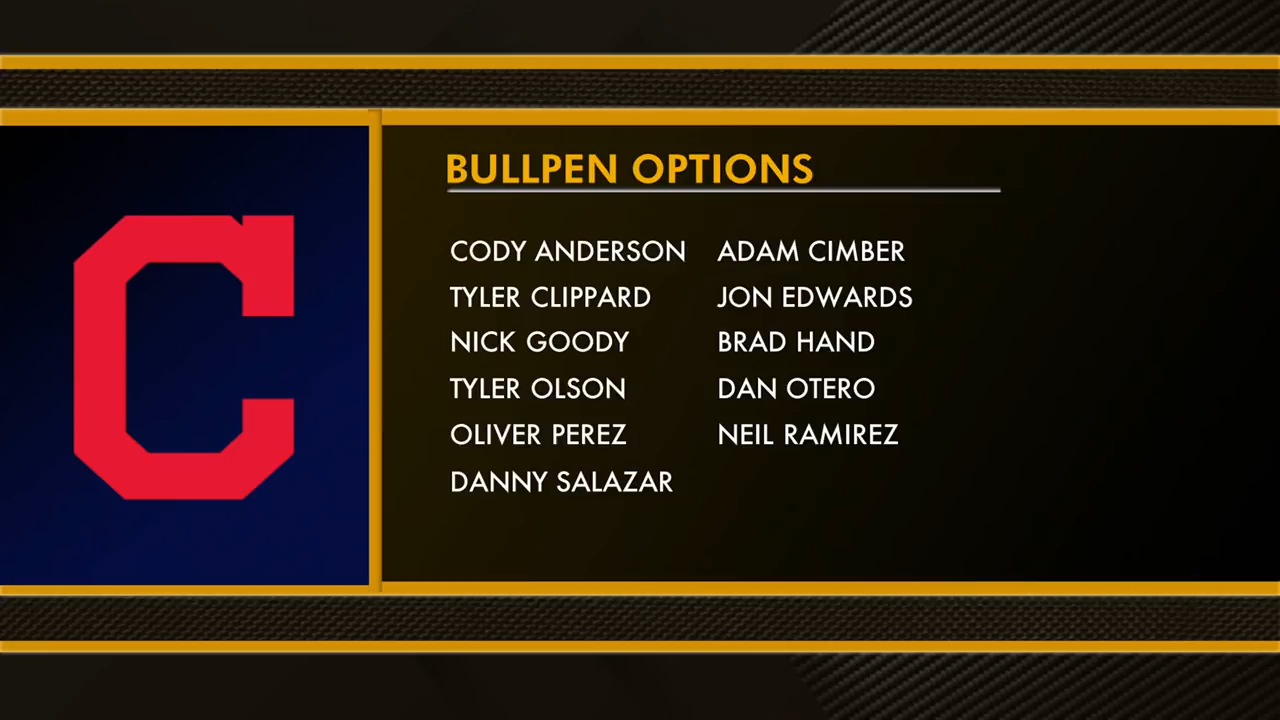 C
BULLPEN OPTIONS
CODY ANDERSON
TYLER CLIPPARD
NICK GOODY
TYLER OLSON
OLIVER PEREZ
DANNY SALAZAR
ADAM CIMBER
JON EDWARDS
BRAD HAND
DAN OTERO
NEIL RAMIREZ